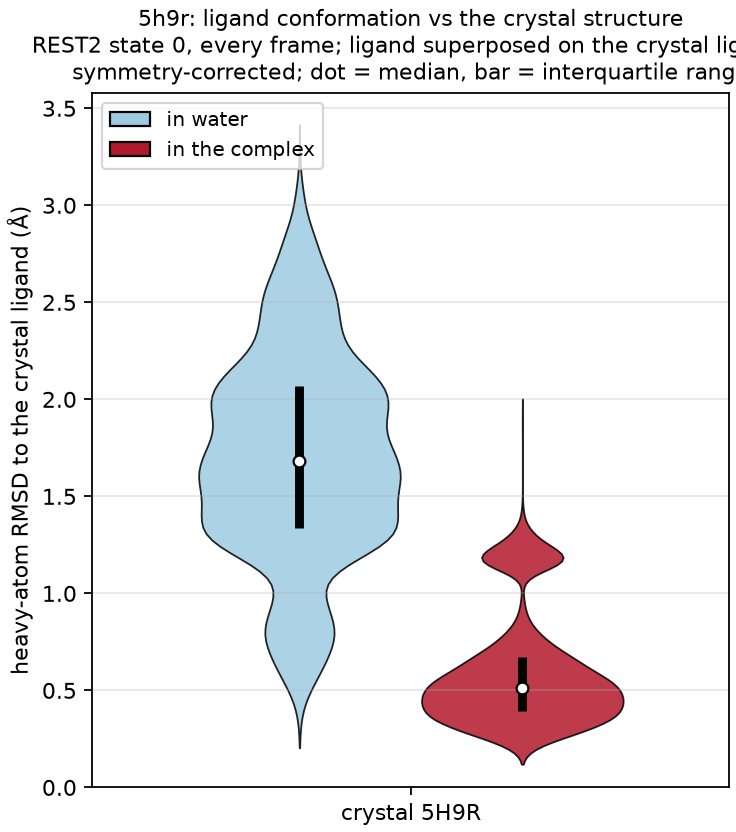 5h9r: ligand conformation vs the crystal structure
REST2 state 0, every frame; ligand superposed on the crystal lig
symmetry-corrected; dot = median, bar = interquartile rang
in water
in the complex
heavy-atom RMSD to the crystal ligand (Å)
3.5
3.0
2.5
2.0
1.5
1.0
0.5
0.0
crystal 5H9R